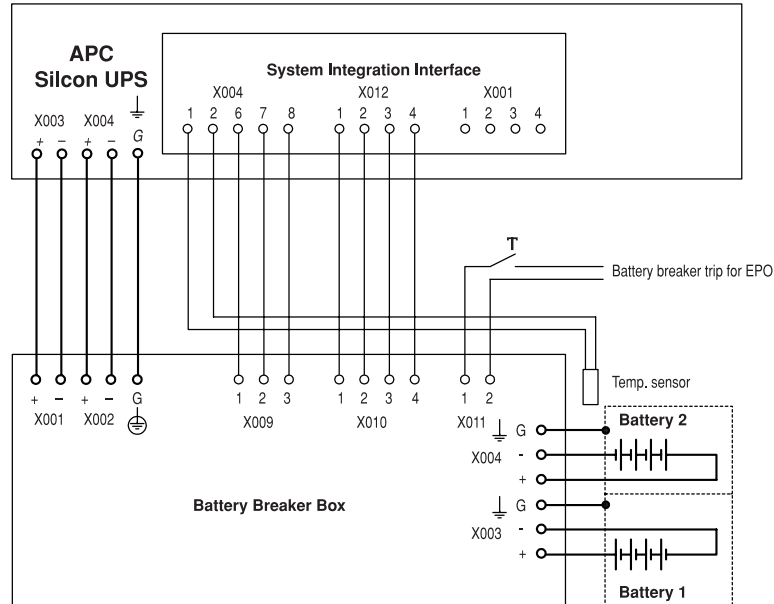 APC
Silcon UPS
System Integration Interface
X004 X012 X001
X003 X004
1 2 6 7 8 1 2 3 4 1 2 3 4
+ − + − G
T
Battery breaker trip for EPO
Temp. sensor
+ − + − G 1 2 3 1 2 3 4 1 2
X001 X002 X009 X010 X011
Battery 2
G
X004 -
+
Battery Breaker Box
G
X003 -
+
Battery 1